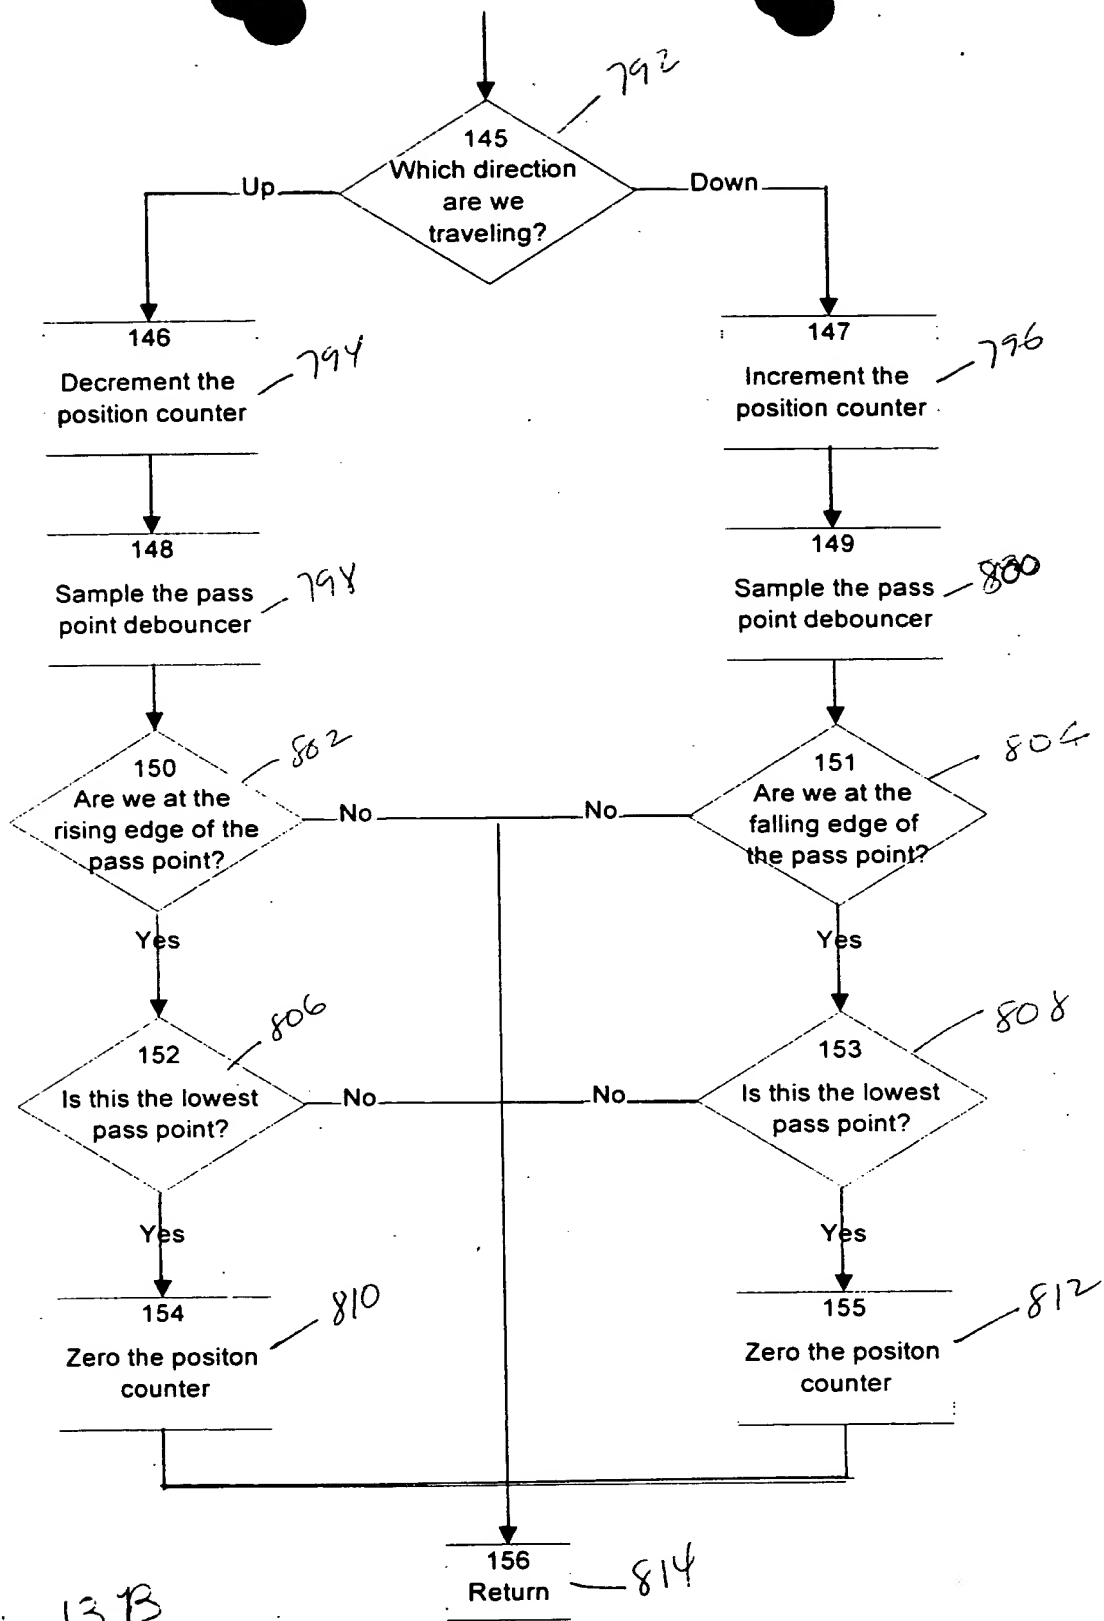 792
145
Which direction
are we
traveling?
Up
Down
146
Decrement the
position counter
794
147
Increment the
position counter
796
148
Sample the pass
point debouncer
798
149
Sample the pass
point debouncer
800
150
Are we at the
rising edge of the
pass point?
802
No
No
151
Are we at the
falling edge of
the pass point?
804
Yes
Yes
152
Is this the lowest
pass point?
806
No
No
153
Is this the lowest
pass point?
808
Yes
Yes
154
Zero the positon
counter
810
155
Zero the positon
counter
812
156
Return
814
13B